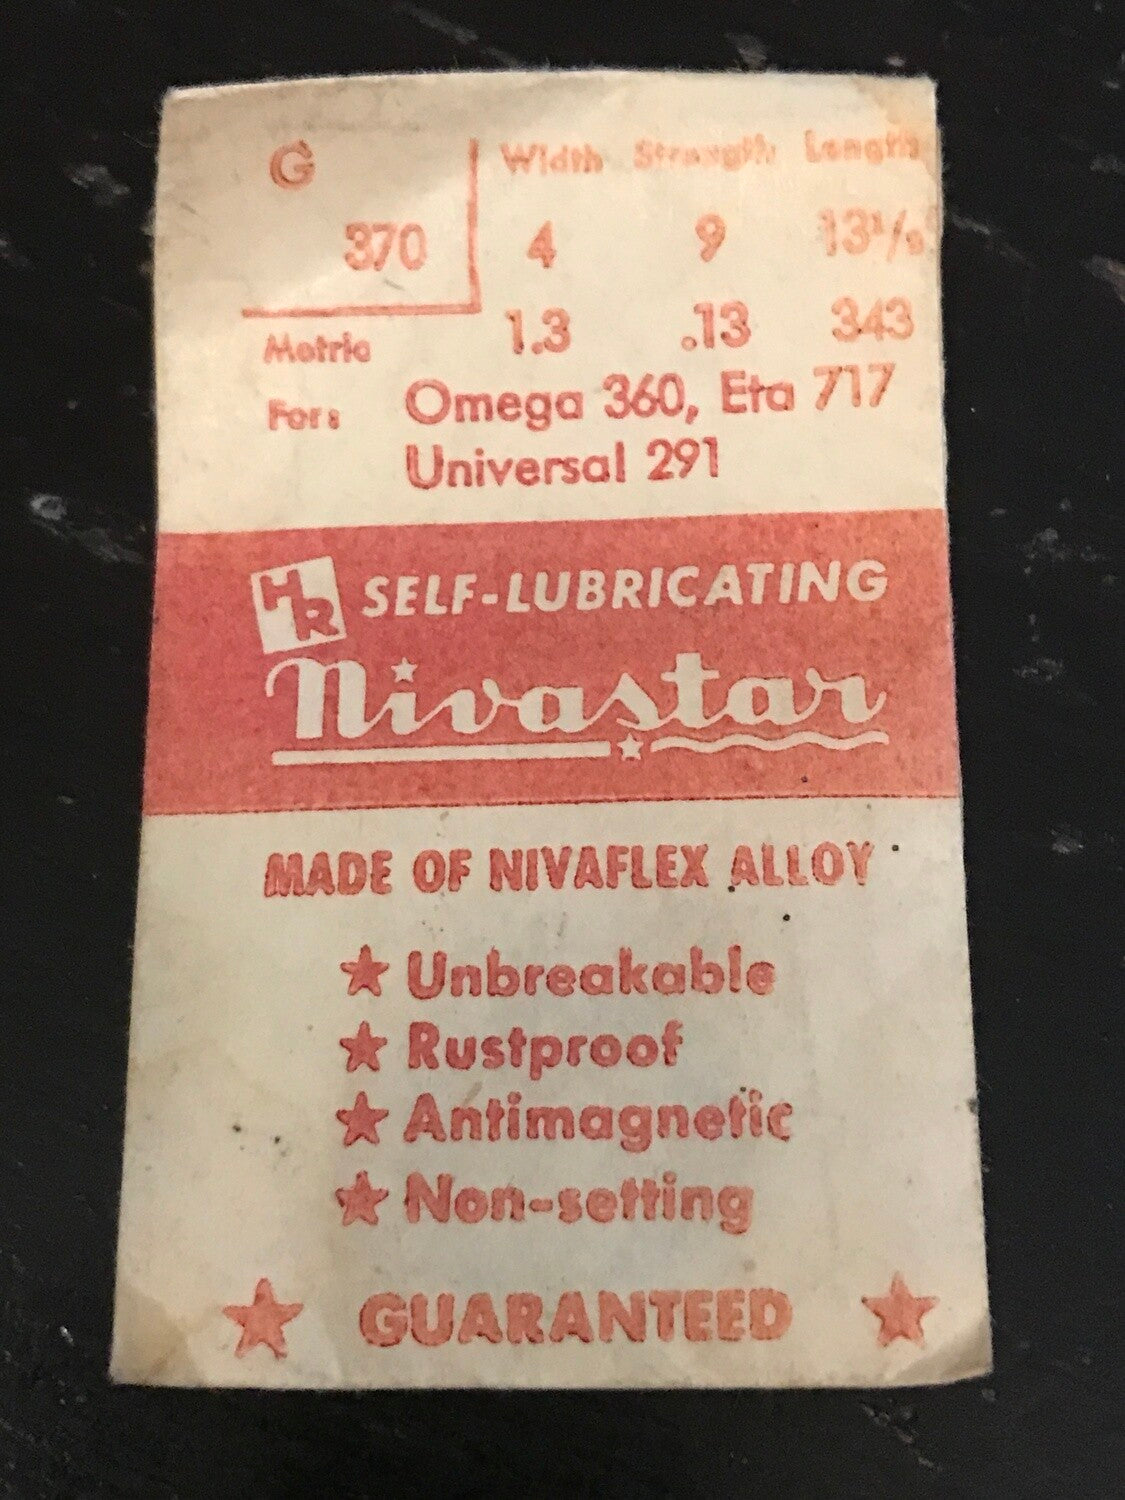 G Width Strength Length
370 4 9 13½
Metric 1.3 .13 343
For: Omega 360, Eta 717
Universal 291
HR SELF-LUBRICATING
Nivastar
MADE OF NIVAFLEX ALLOY
★ Unbreakable
★ Rustproof
★ Antimagnetic
★ Non-setting
★ GUARANTEED ★